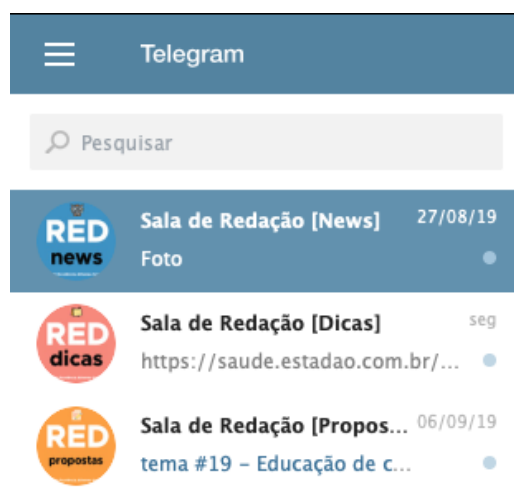 Telegram
Pesquisar
RED
news
Sala de Redação [News] 27/08/19
Foto
RED
dicas
Sala de Redação [Dicas] seg
https://saude.estadao.com.br/...
RED
propostas
Sala de Redação [Propos... 06/09/19
tema #19 – Educação de c...